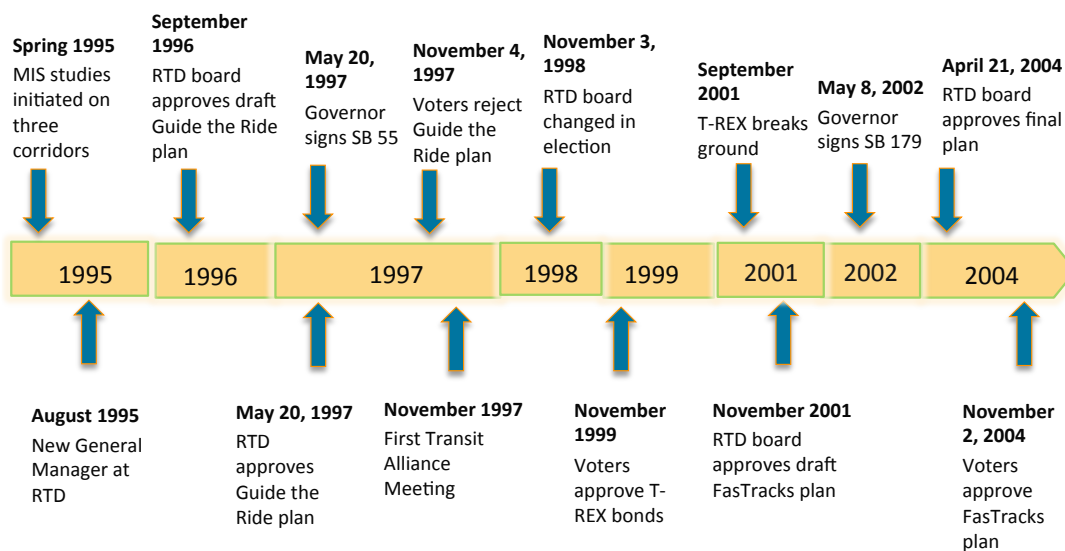 Spring 1995
MIS studies
initiated on
three
corridors
September
1996
RTD board
approves draft
Guide the Ride
plan
May 20,
1997
Governor
signs SB 55
November 4,
1997
Voters reject
Guide the
Ride plan
November 3,
1998
RTD board
changed in
election
September
2001
T-REX breaks
ground
May 8, 2002
Governor
signs SB 179
April 21, 2004
RTD board
approves final
plan
1995
1996
1997
1998
1999
2001
2002
2004
August 1995
New General
Manager at
RTD
May 20, 1997
RTD
approves
Guide the
Ride plan
November 1997
First Transit
Alliance
Meeting
November
1999
Voters
approve T-
REX bonds
November 2001
RTD board
approves draft
FasTracks plan
November
2, 2004
Voters
approve
FasTracks
plan